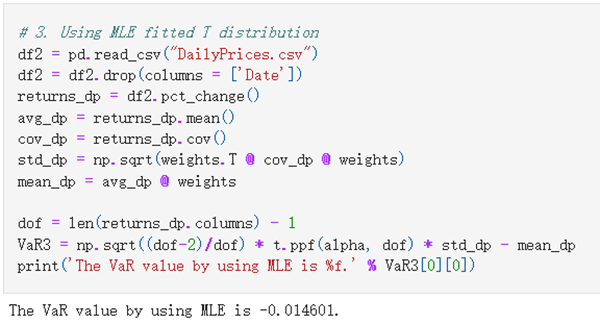 # 3. Using MLE fitted T distribution
df2 = pd.read_csv("DailyPrices.csv")
df2 = df2.drop(columns = ['Date'])
returns_dp = df2.pct_change()
avg_dp = returns_dp.mean()
cov_dp = returns_dp.cov()
std_dp = np.sqrt(weights.T @ cov_dp @ weights)
mean_dp = avg_dp @ weights
dof = len(returns_dp.columns) - 1
VaR3 = np.sqrt((dof-2)/dof) * t.ppf(alpha, dof) * std_dp - mean_dp
print('The VaR value by using MLE is %f.' % VaR3[0][0])
The VaR value by using MLE is -0.014601.